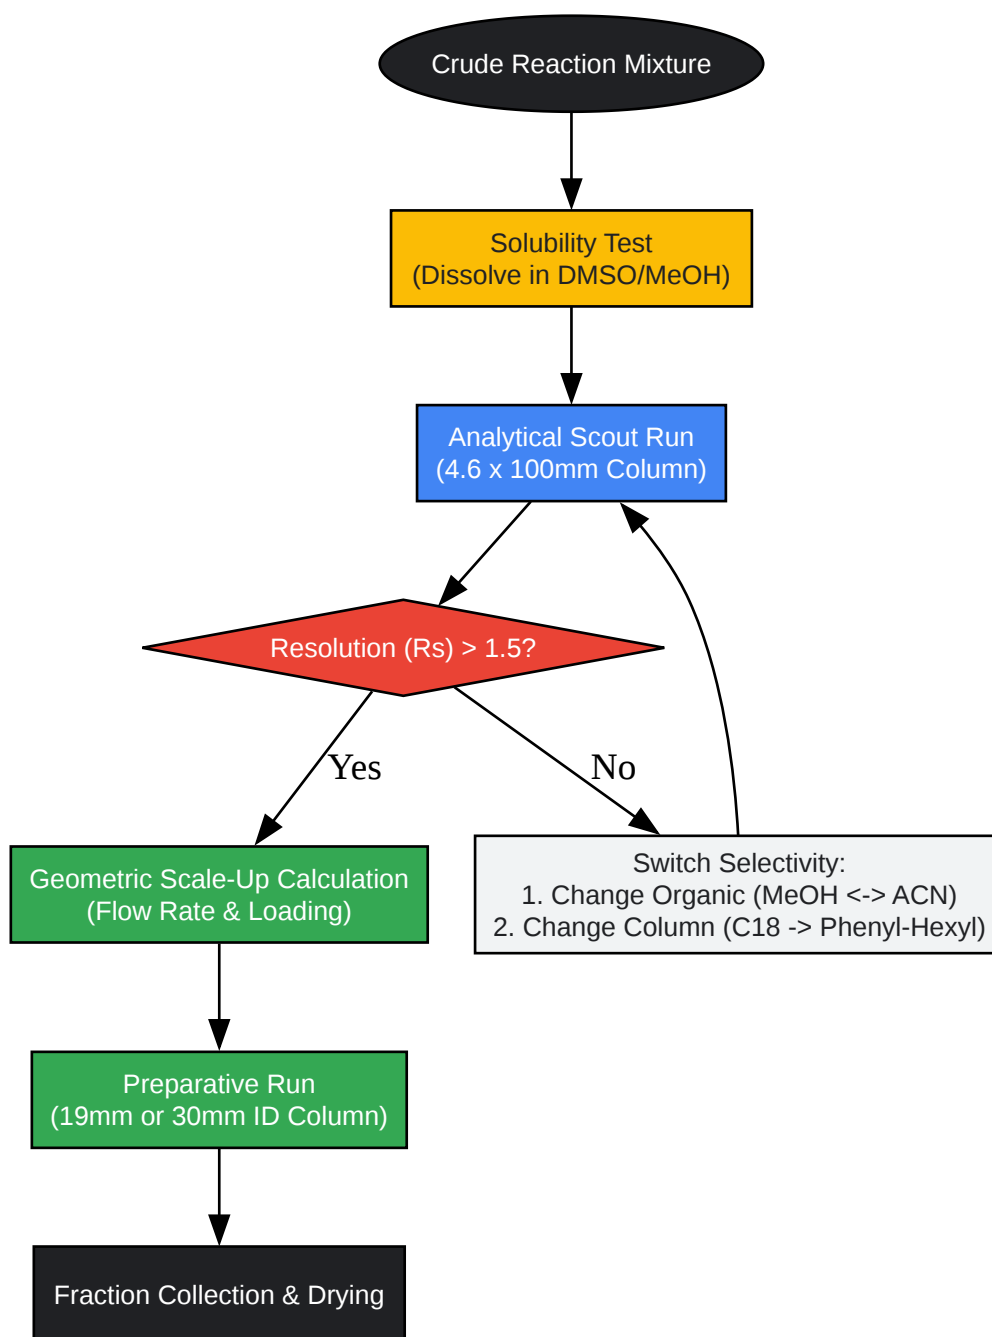 Crude Reaction Mixture
Solubility Test
(Dissolve in DMSO/MeOH)
Analytical Scout Run
(4.6 x 100mm Column)
Resolution (Rs) > 1.5?
Yes
No
Geometric Scale-Up Calculation
(Flow Rate & Loading)
Switch Selectivity:
1. Change Organic (MeOH <-> ACN)
2. Change Column (C18 -> Phenyl-Hexyl)
Preparative Run
(19mm or 30mm ID Column)
Fraction Collection & Drying